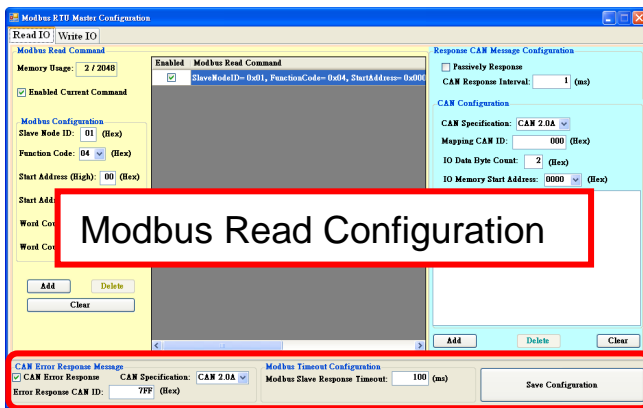 Modbus RTU Master Configuration
Read IO Write IO
Modbus Read Command
Memory Usage: 2 / 2048
Enabled Current Command
Modbus Configuration
Slave Node ID: 01 (Hex)
Function Code: 04 (Hex)
Start Address (High): 00 (Hex)
Start Add
Word Cou
Word Cou
Add Delete
Clear
Enabled Modbus Read Command
SlaveNodeID= 0x01, FunctionCode= 0x04, StartAddress= 0x000
Response CAN Message Configuration
Passively Response
CAN Response Interval: 1 (ms)
CAN Configuration
CAN Specification: CAN 2.0A
Mapping CAN ID: 000 (Hex)
IO Data Byte Count: 2 (Hex)
IO Memory Start Address: 0000 (Hex)
Modbus Read Configuration
Add Delete Clear
CAN Error Response Message
CAN Error Response CAN Specification: CAN 2.0A
Error Response CAN ID: 7FF (Hex)
Modbus Timeout Configuration
Modbus Slave Response Timeout: 100 (ms)
Save Configuration